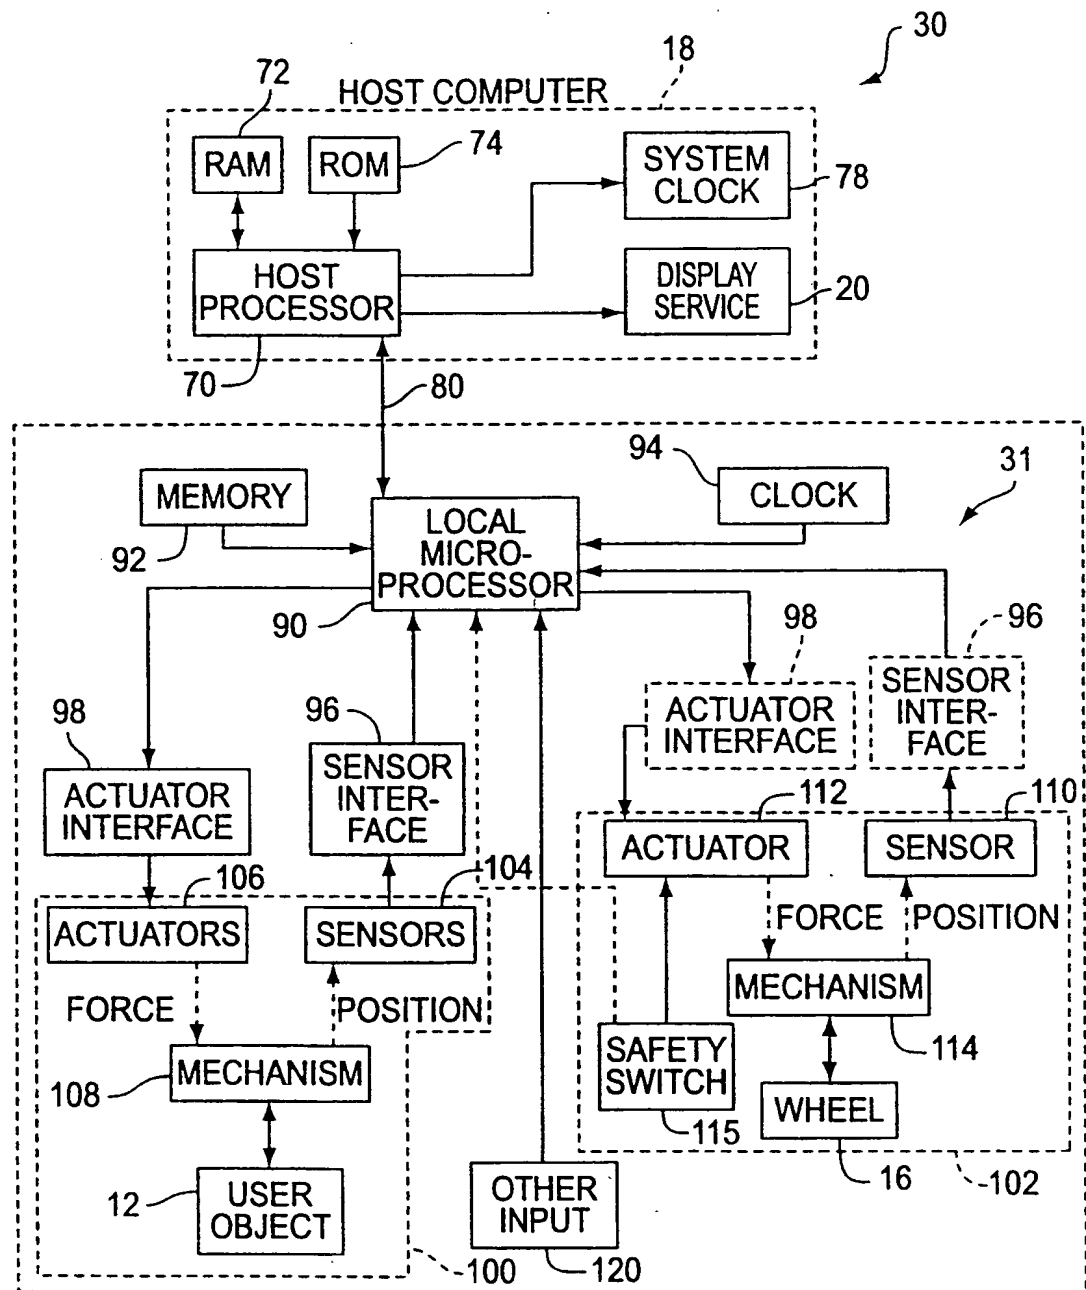 30
18
72
HOST COMPUTER
RAM
ROM
74
SYSTEM
CLOCK
78
HOST
PROCESSOR
DISPLAY
SERVICE
20
70
80
94
31
MEMORY
CLOCK
92
LOCAL
MICRO-
PROCESSOR
90
98
96
98
96
ACTUATOR
INTERFACE
SENSOR
INTER-
FACE
ACTUATOR
INTERFACE
SENSOR
INTER-
FACE
112
110
ACTUATOR
SENSOR
106
104
ACTUATORS
SENSORS
FORCE
POSITION
FORCE
POSITION
MECHANISM
108
MECHANISM
114
SAFETY
SWITCH
115
WHEEL
16
102
12
USER
OBJECT
100
OTHER
INPUT
120